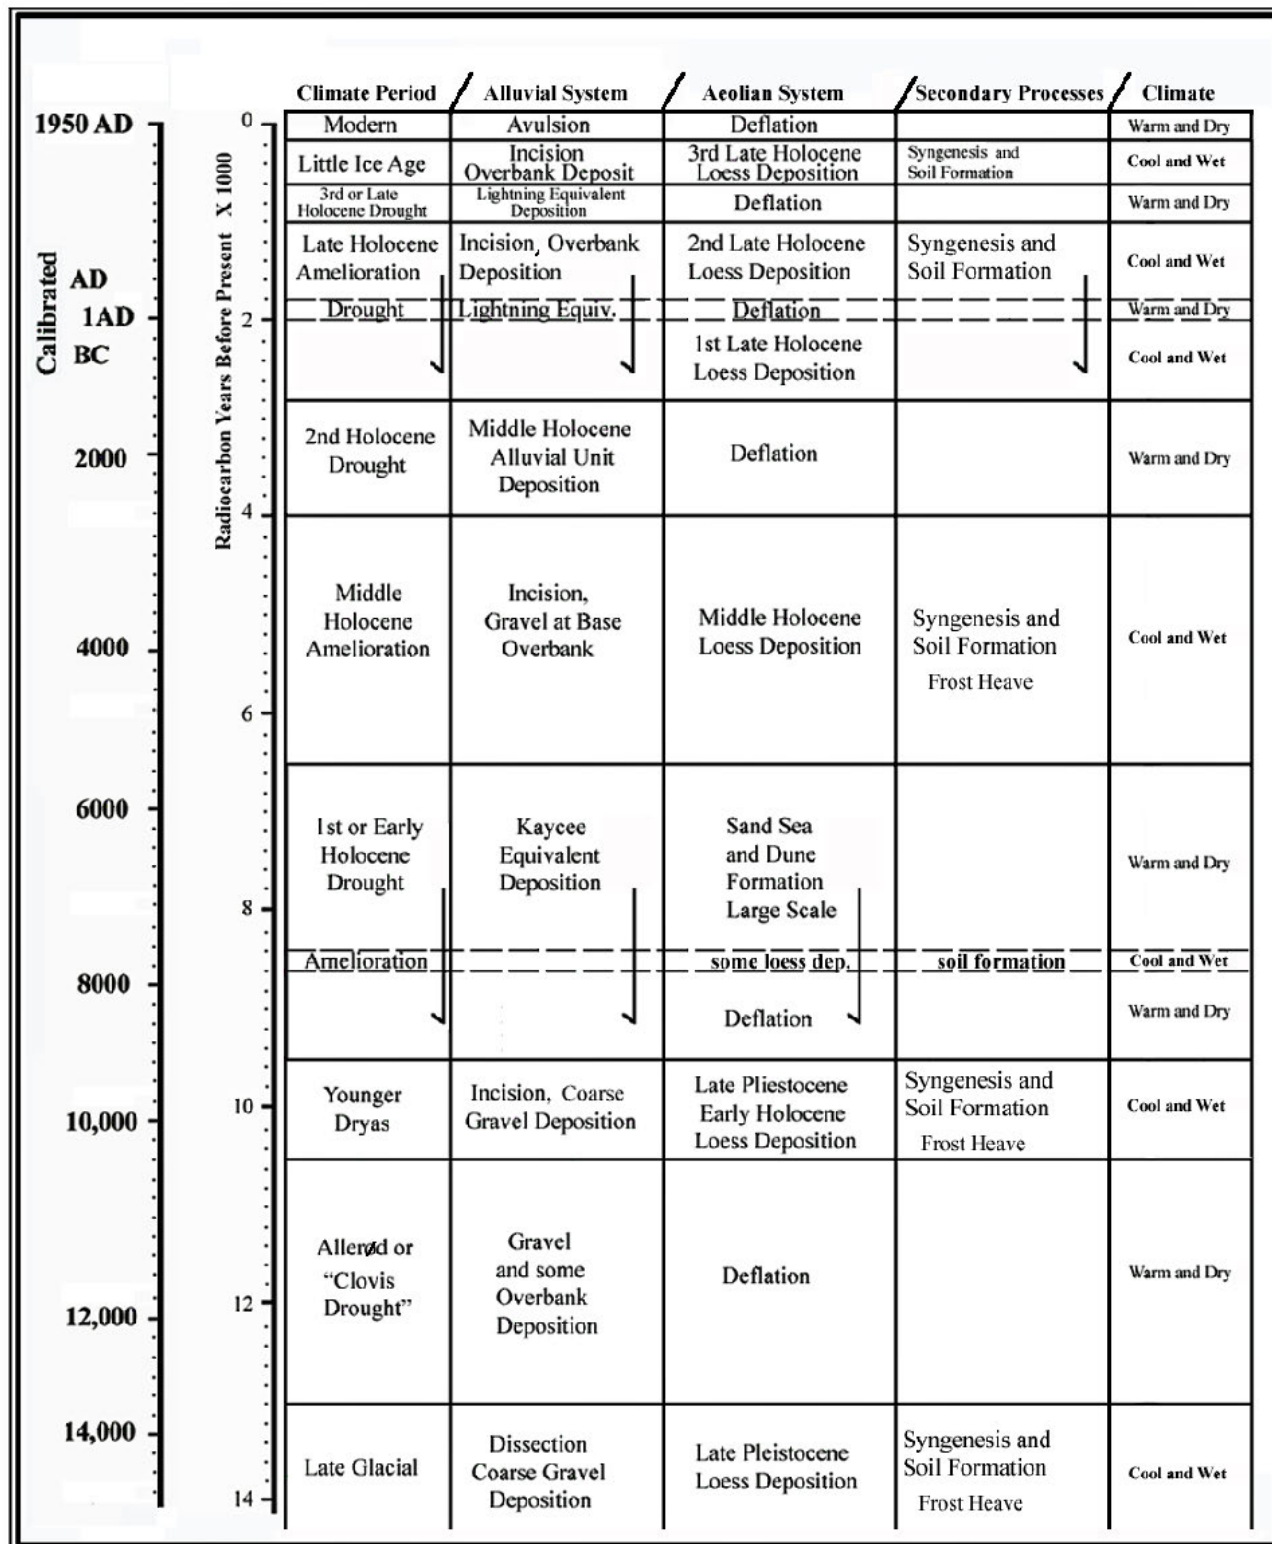 Climate Period / Alluvial System / Aeolian System / Secondary Processes / Climate
1950 AD
AD
1AD
BC
2000
4000
6000
8000
10,000
12,000
14,000
Calibrated
Radiocarbon Years Before Present X 1000
0
2
4
6
8
10
12
14
Modern
Avulsion
Deflation
Warm and Dry
Little Ice Age
Incision
Overbank Deposit
3rd Late Holocene
Loess Deposition
Syngenesis and
Soil Formation
Cool and Wet
3rd or Late
Holocene Drought
Lightning Equivalent
Deposition
Deflation
Warm and Dry
Late Holocene
Amelioration
Incision, Overbank
Deposition
2nd Late Holocene
Loess Deposition
Syngenesis and
Soil Formation
Cool and Wet
Drought
Lightning Equiv.
Deflation
Warm and Dry
1st Late Holocene
Loess Deposition
Cool and Wet
2nd Holocene
Drought
Middle Holocene
Alluvial Unit
Deposition
Deflation
Warm and Dry
Middle
Holocene
Amelioration
Incision,
Gravel at Base
Overbank
Middle Holocene
Loess Deposition
Syngenesis and
Soil Formation
Frost Heave
Cool and Wet
1st or Early
Holocene
Drought
Kaycee
Equivalent
Deposition
Sand Sea
and Dune
Formation
Large Scale
Warm and Dry
Amelioration
some loess dep.
soil formation
Cool and Wet
Deflation
Warm and Dry
Younger
Dryas
Incision, Coarse
Gravel Deposition
Late Pliestocene
Early Holocene
Loess Deposition
Syngenesis and
Soil Formation
Frost Heave
Cool and Wet
Allerød or
“Clovis
Drought”
Gravel
and some
Overbank
Deposition
Deflation
Warm and Dry
Late Glacial
Dissection
Coarse Gravel
Deposition
Late Pleistocene
Loess Deposition
Syngenesis and
Soil Formation
Frost Heave
Cool and Wet